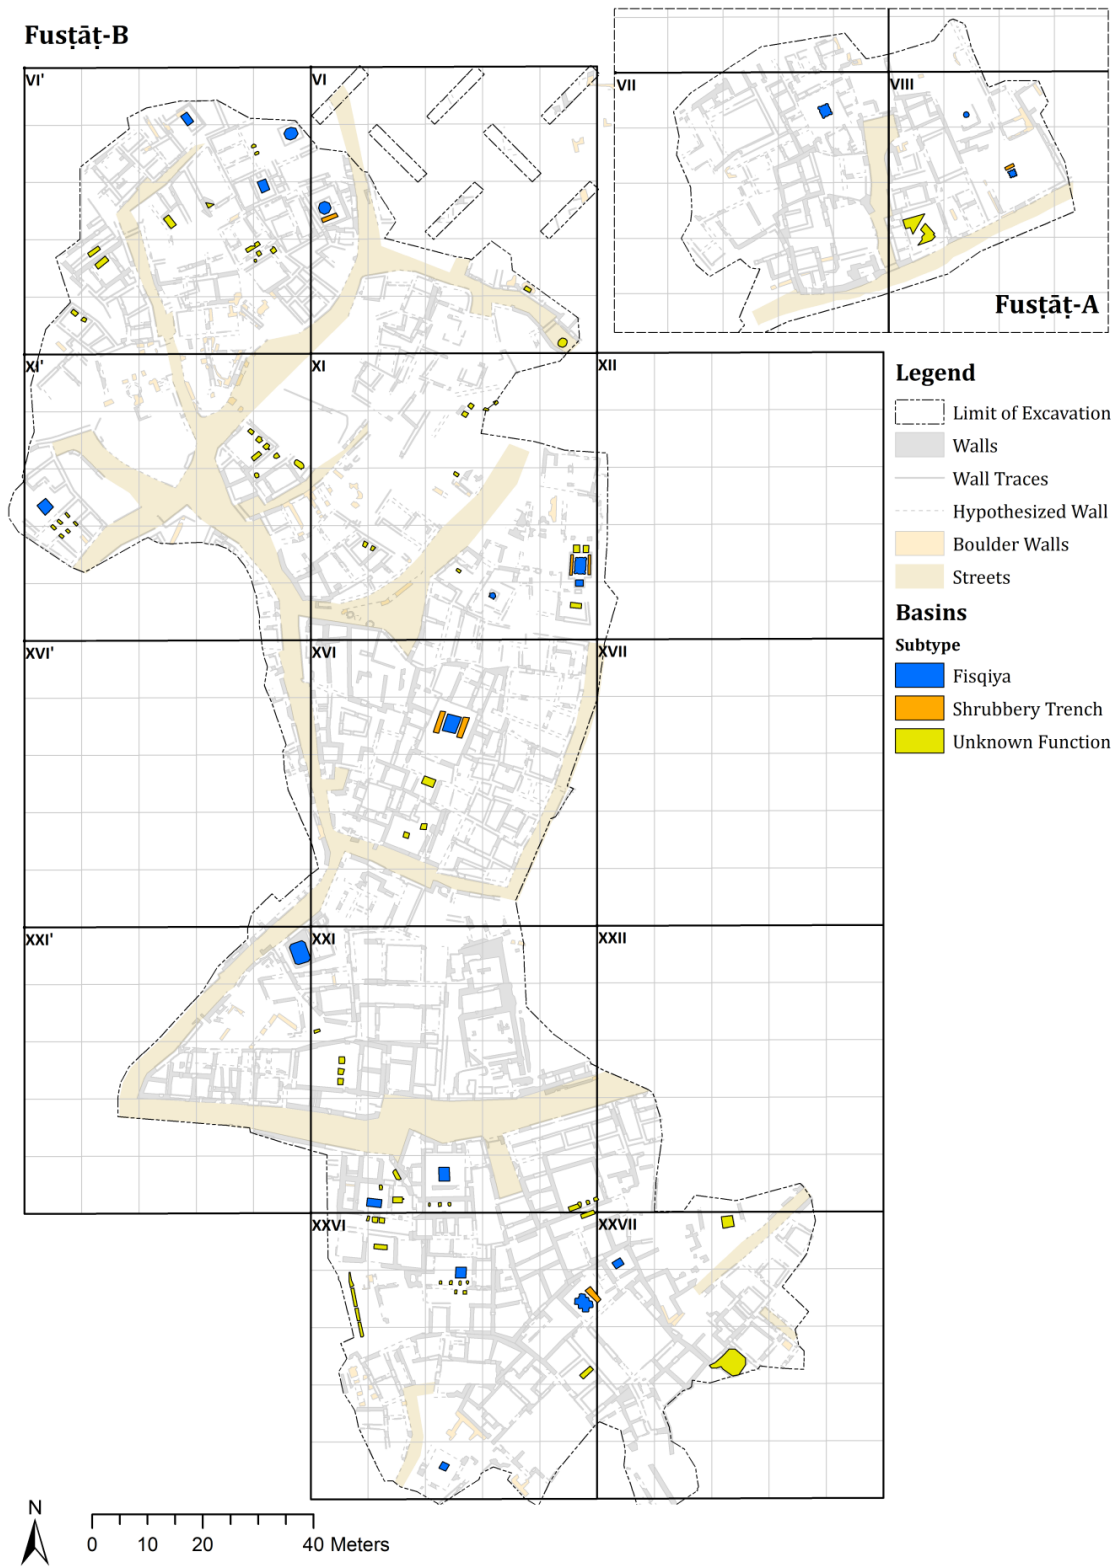 Fusṭāṭ-B
VI'
VI
VII
VIII
Fusṭāṭ-A
XI'
XI
XII
Legend
Limit of Excavation
Walls
Wall Traces
Hypothesized Wall
Boulder Walls
Streets
Basins
Subtype
Fisqiya
Shrubbery Trench
Unknown Function
XVI'
XVI
XVII
XXI'
XXI
XXII
XXVI
XXVII
N
0 10 20 40 Meters